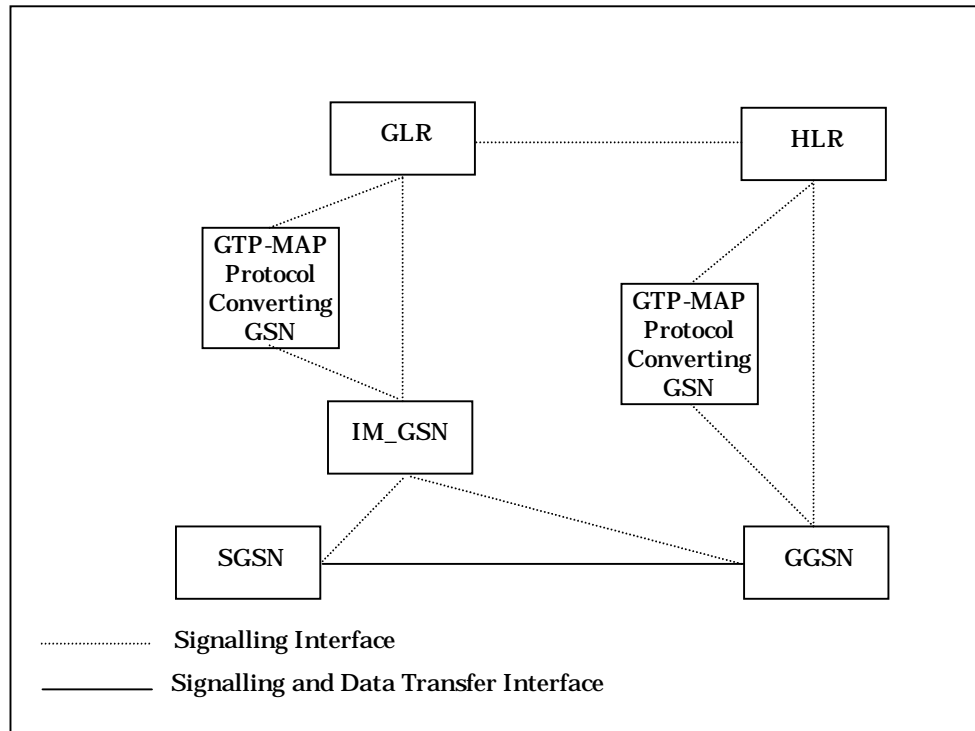 GLR
HLR
GTP-MAP
Protocol
Converting
GSN
GTP-MAP
Protocol
Converting
GSN
IM_GSN
SGSN
GGSN
Signalling Interface
Signalling and Data Transfer Interface